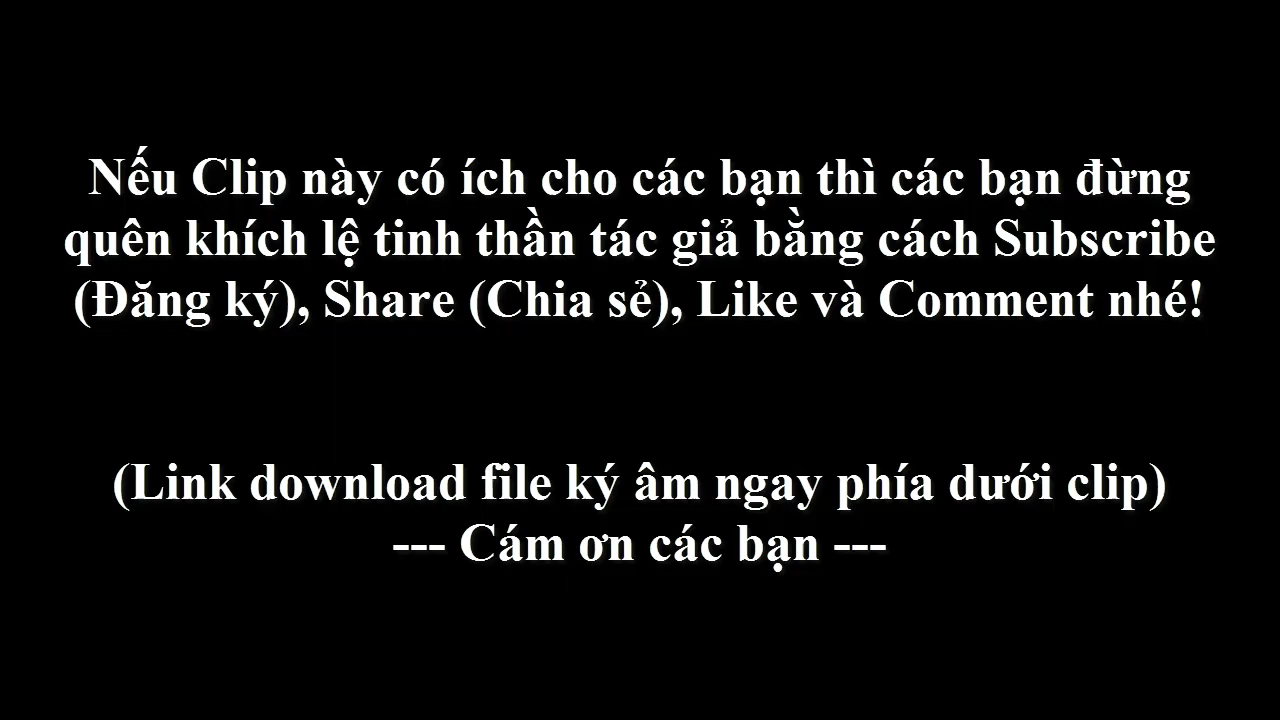 Nếu Clip này có ích cho các bạn thì các bạn đừng
quên khích lệ tinh thần tác giả bằng cách Subscribe
(Đăng ký), Share (Chia sẻ), Like và Comment nhé!
(Link download file ký âm ngay phía dưới clip)
--- Cám ơn các bạn ---